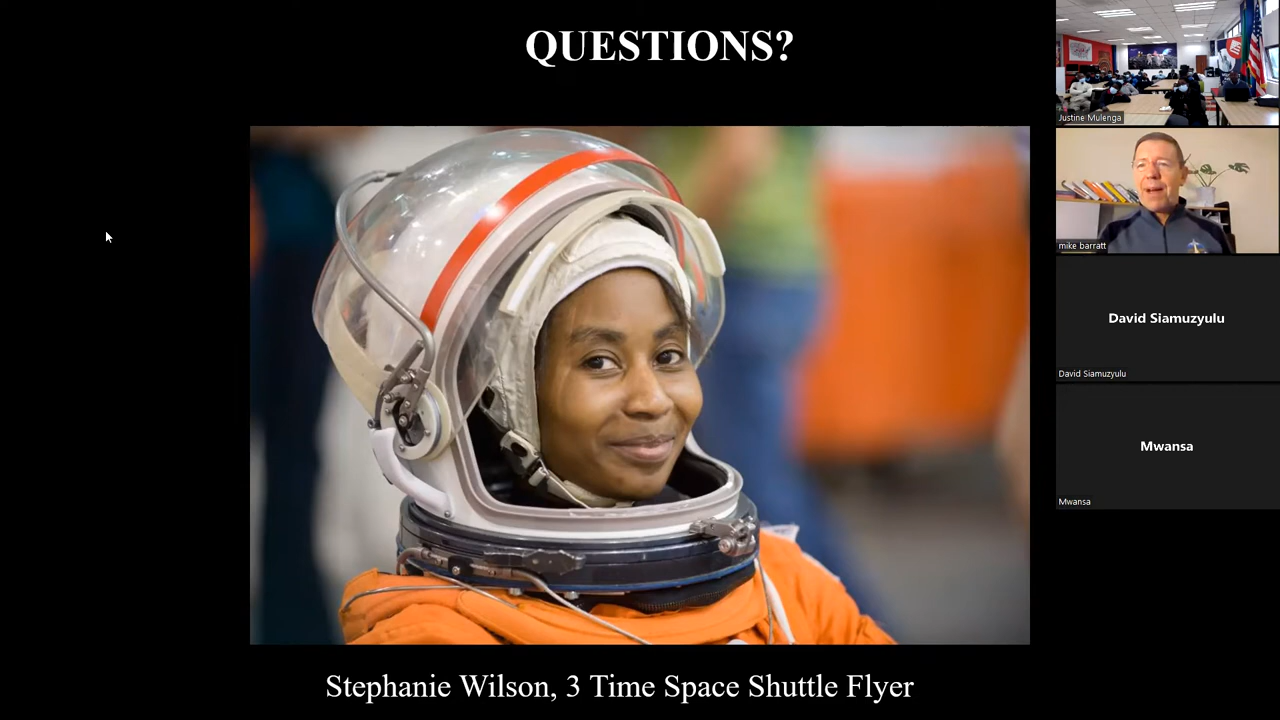 QUESTIONS?
Stephanie Wilson, 3 Time Space Shuttle Flyer
Justine Mulenga
mike barratt
David Siamuzyulu
David Siamuzyulu
Mwansa
Mwansa